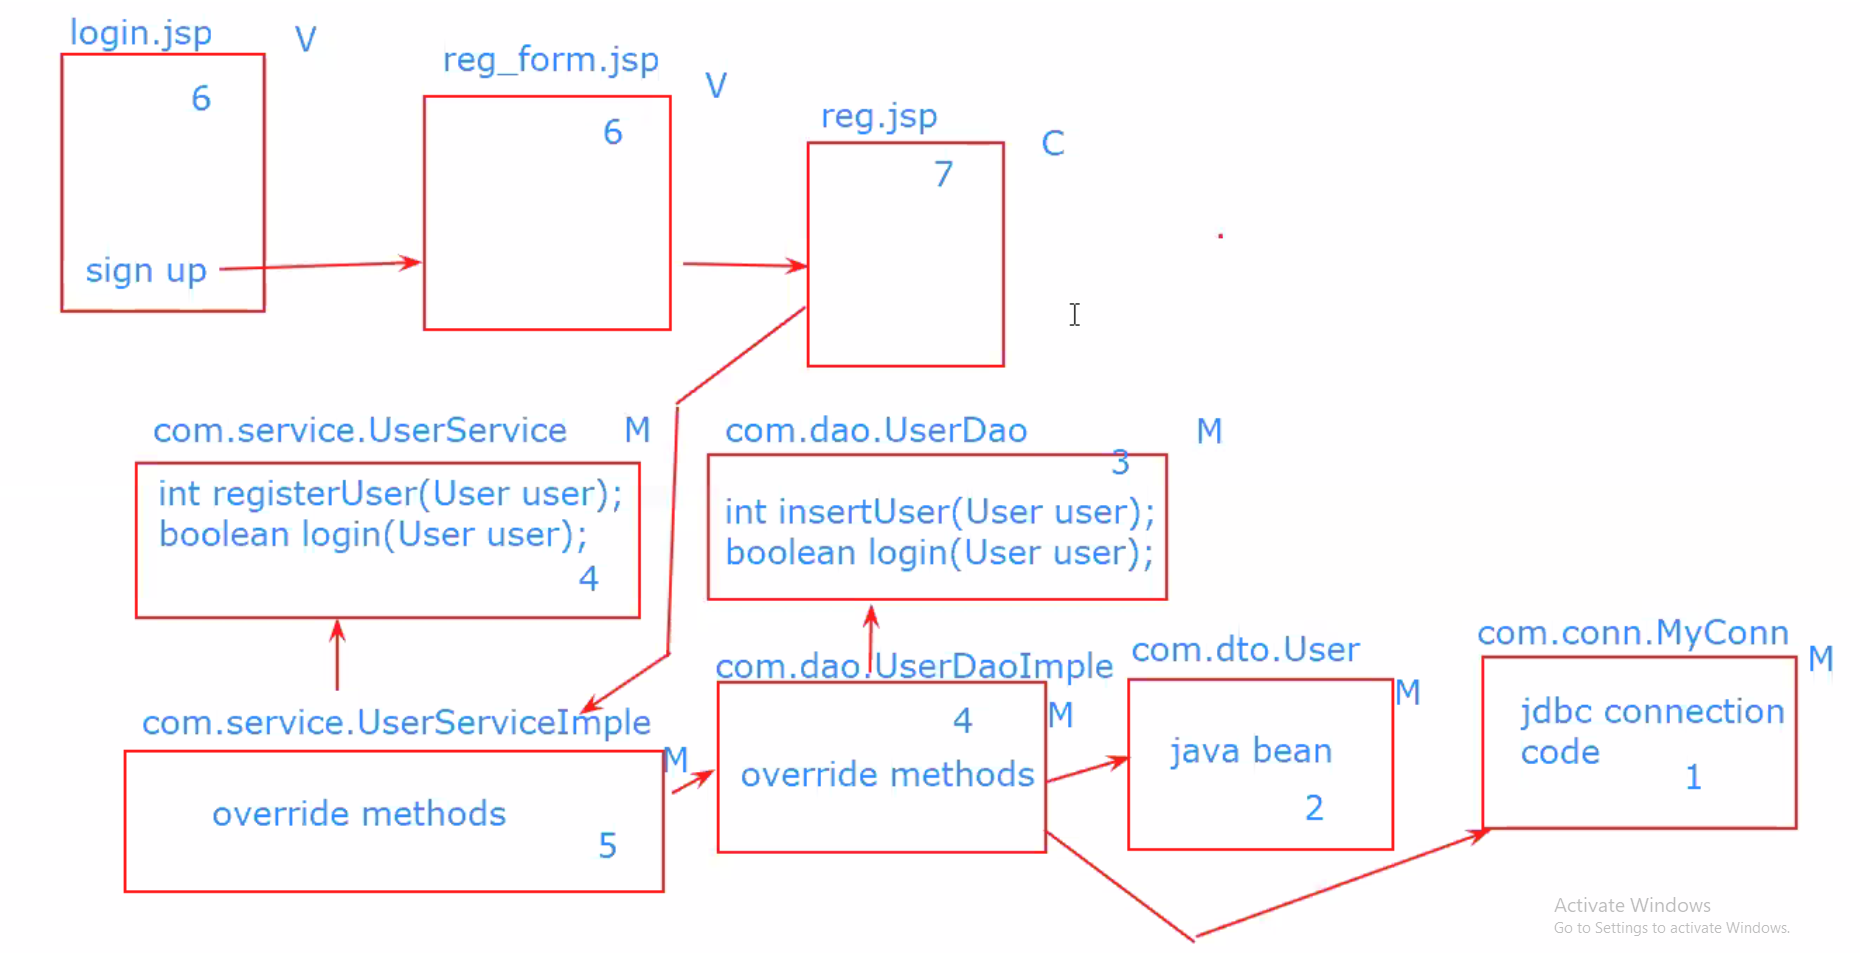 login.jsp
V
6
sign up
reg_form.jsp
V
6
reg.jsp
C
7
com.service.UserService
M
int registerUser(User user);
boolean login(User user);
4
com.dao.UserDao
M
3
int insertUser(User user);
boolean login(User user);
com.service.UserServiceImple
M
override methods
5
com.dao.UserDaoImple
M
4
override methods
com.dto.User
M
java bean
2
com.conn.MyConn
M
jdbc connection
code
1
Activate Windows
Go to Settings to activate Windows.